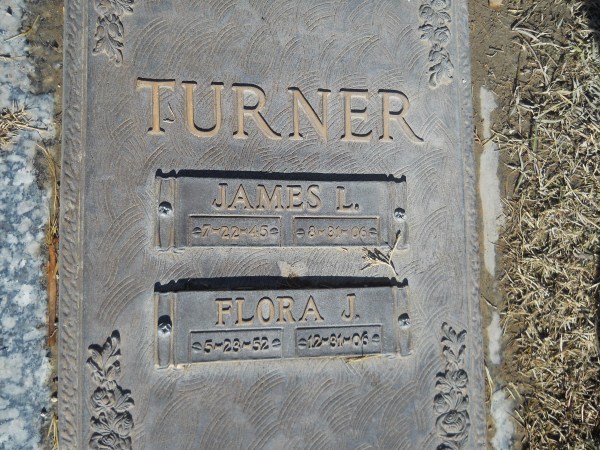 TURNER
JAMES L.
7-22-45 8-31-06
FLORA J.
5-23-52 12-31-06